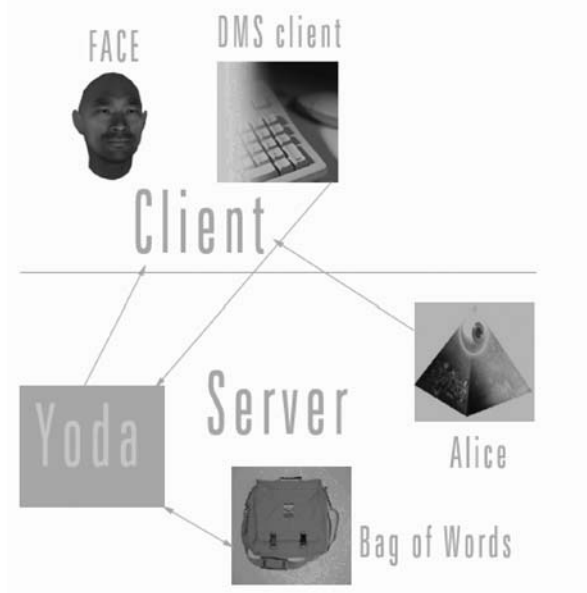 FACE
DMS client
Client
Server
Yoda
Alice
Bag of Words